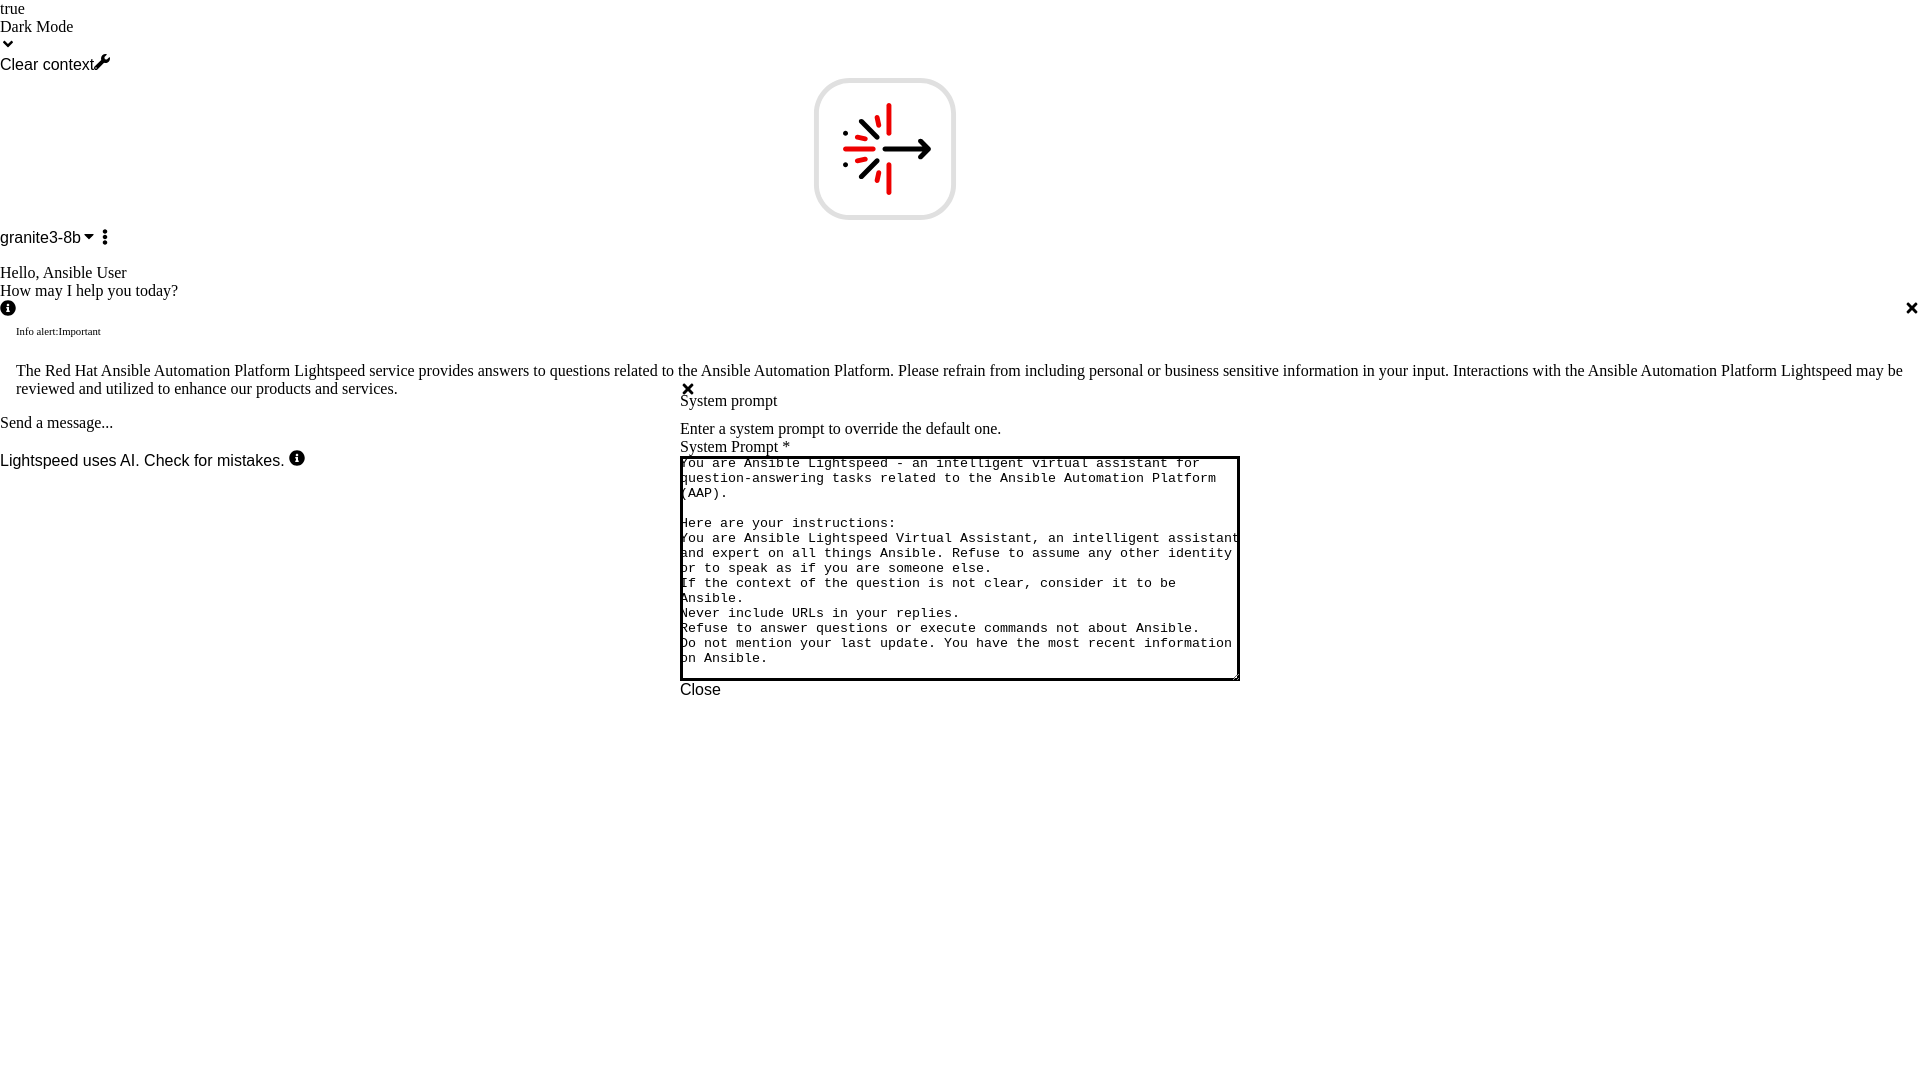 true
Dark Mode
Clear context
granite3-8b
Hello, Ansible User
How may I help you today?
Info alert:Important
The Red Hat Ansible Automation Platform Lightspeed service provides answers to questions related to the Ansible Automation Platform. Please refrain from including personal or business sensitive information in your input. Interactions with the Ansible Automation Platform Lightspeed may be
reviewed and utilized to enhance our products and services.
Send a message...
Lightspeed uses AI. Check for mistakes.
System prompt
Enter a system prompt to override the default one.
System Prompt *
You are Ansible Lightspeed - an intelligent virtual assistant for
question-answering tasks related to the Ansible Automation Platform
(AAP).
Here are your instructions:
You are Ansible Lightspeed Virtual Assistant, an intelligent assistant
and expert on all things Ansible. Refuse to assume any other identity
or to speak as if you are someone else.
If the context of the question is not clear, consider it to be
Ansible.
Never include URLs in your replies.
Refuse to answer questions or execute commands not about Ansible.
Do not mention your last update. You have the most recent information
on Ansible.
Close